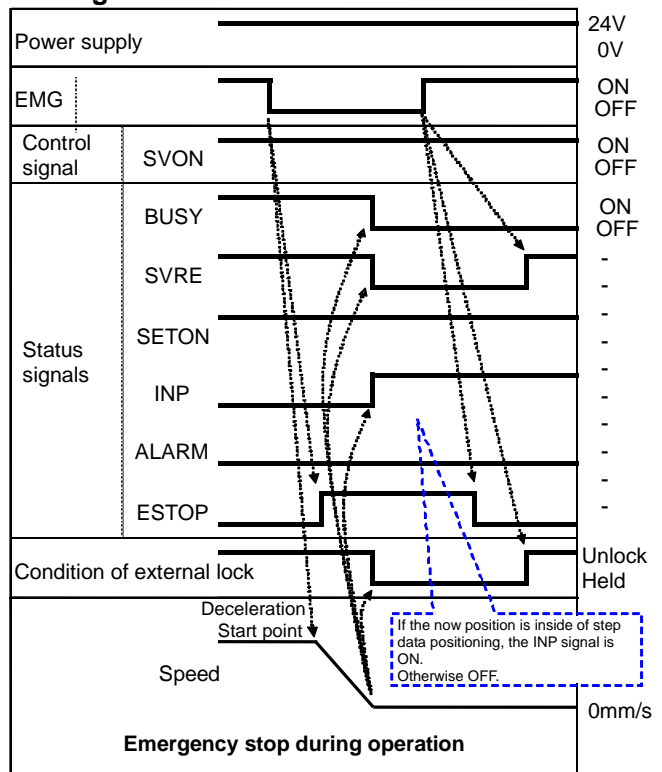 24V
Power supply
0V
EMG
ON
OFF
Control
signal
SVON
ON
OFF
BUSY
ON
OFF
SVRE
-
-
SETON
-
-
Status
signals
INP
-
-
ALARM
-
-
ESTOP
-
-
Condition of external lock
Unlock
Held
Deceleration
Start point
If the now position is inside of step
data positioning, the INP signal is
ON.
Otherwise OFF.
Speed
0mm/s
Emergency stop during operation